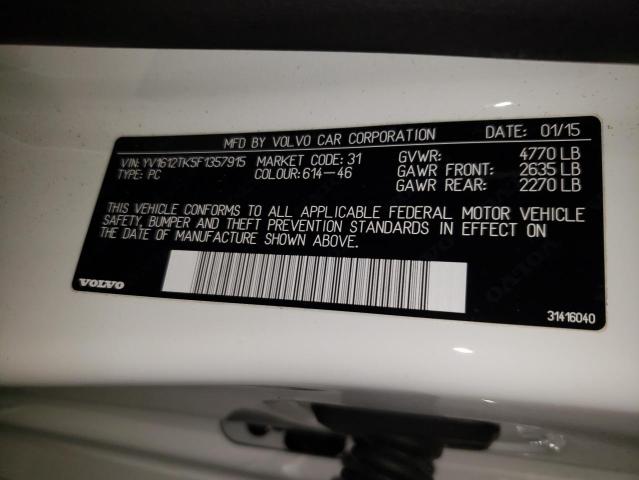 MFD BY VOLVO CAR CORPORATION DATE: 01/15
VIN: YV1612TK5F1357915 MARKET CODE: 31 GVWR: 4770 LB
TYPE: PC COLOUR: 614-46 GAWR FRONT: 2635 LB
GAWR REAR: 2270 LB
THIS VEHICLE CONFORMS TO ALL APPLICABLE FEDERAL MOTOR VEHICLE
SAFETY, BUMPER AND THEFT PREVENTION STANDARDS IN EFFECT ON
THE DATE OF MANUFACTURE SHOWN ABOVE.
VOLVO
31416040